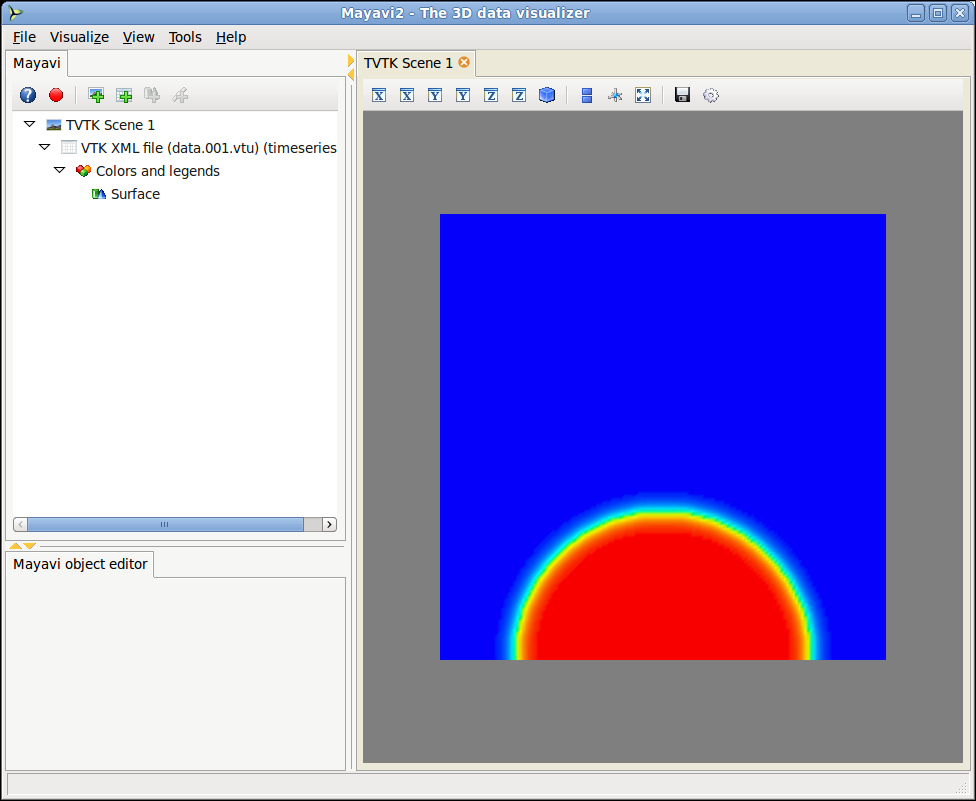 Mayavi2 - The 3D data visualizer
File Visualize View Tools Help
Mayavi
TVTK Scene 1
VTK XML file (data.001.vtu) (timeseries
Colors and legends
Surface
Mayavi object editor
TVTK Scene 1
X X Y Y Z Z